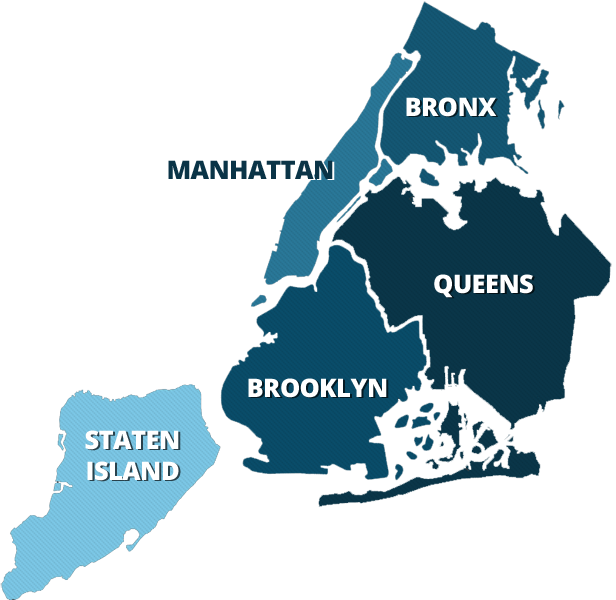 BRONX
MANHATTAN
QUEENS
BROOKLYN
STATEN
ISLAND